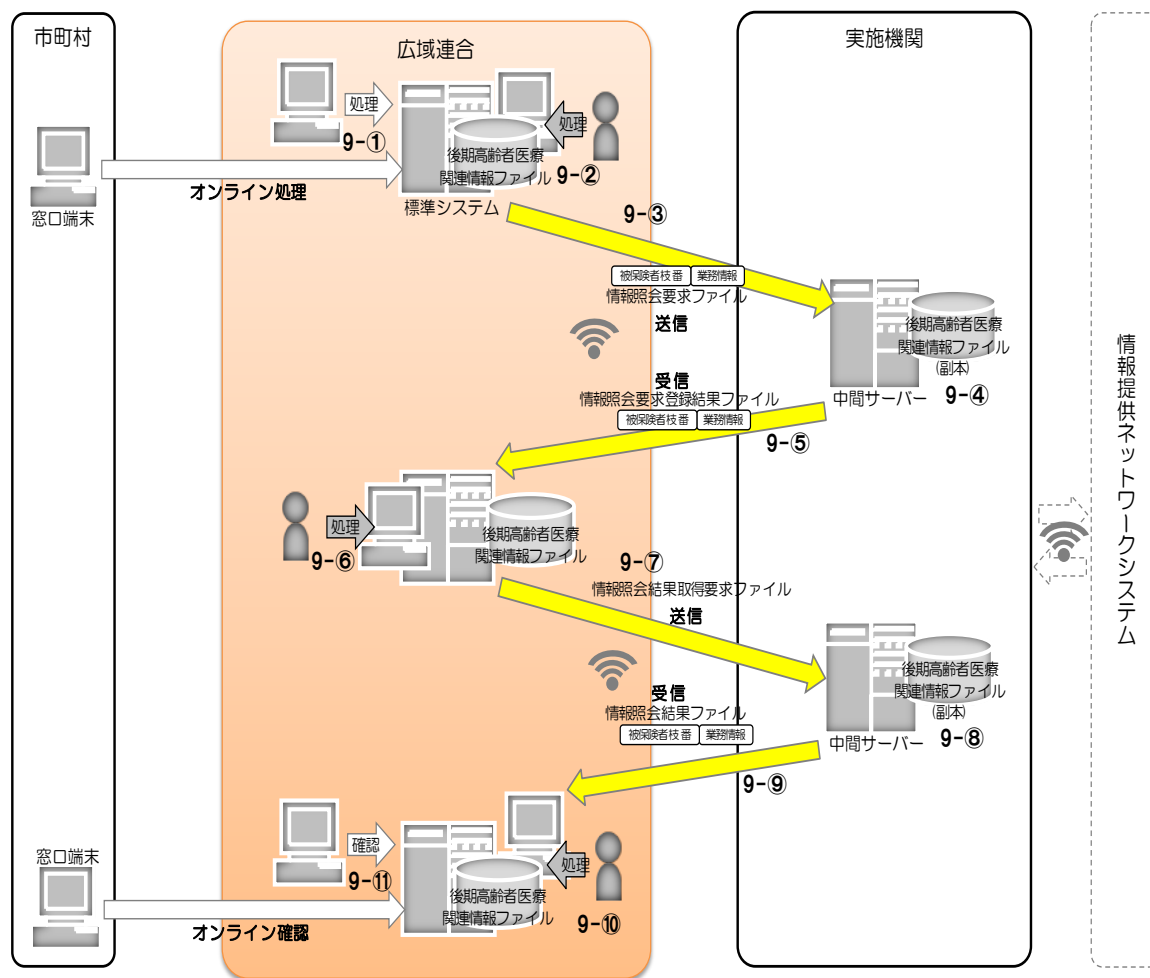 市町村
広域連合
実施機関
処理
9-①
処理
後期高齢者医療
関連情報ファイル
9-②
オンライン処理
標準システム
窓口端末
9-③
被保険者枝番
業務情報
情報照会要求ファイル
送信
後期高齢者医療
関連情報ファイル
(副本)
中間サーバー
9-④
受信
情報照会要求登録結果ファイル
被保険者枝番
業務情報
9-⑤
処理
9-⑥
後期高齢者医療
関連情報ファイル
9-⑦
情報照会結果取得要求ファイル
送信
後期高齢者医療
関連情報ファイル
(副本)
中間サーバー
9-⑧
受信
情報照会結果ファイル
被保険者枝番
業務情報
9-⑨
確認
9-⑪
処理
後期高齢者医療
関連情報ファイル
9-⑩
窓口端末
オンライン確認
情報提供ネットワークシステム